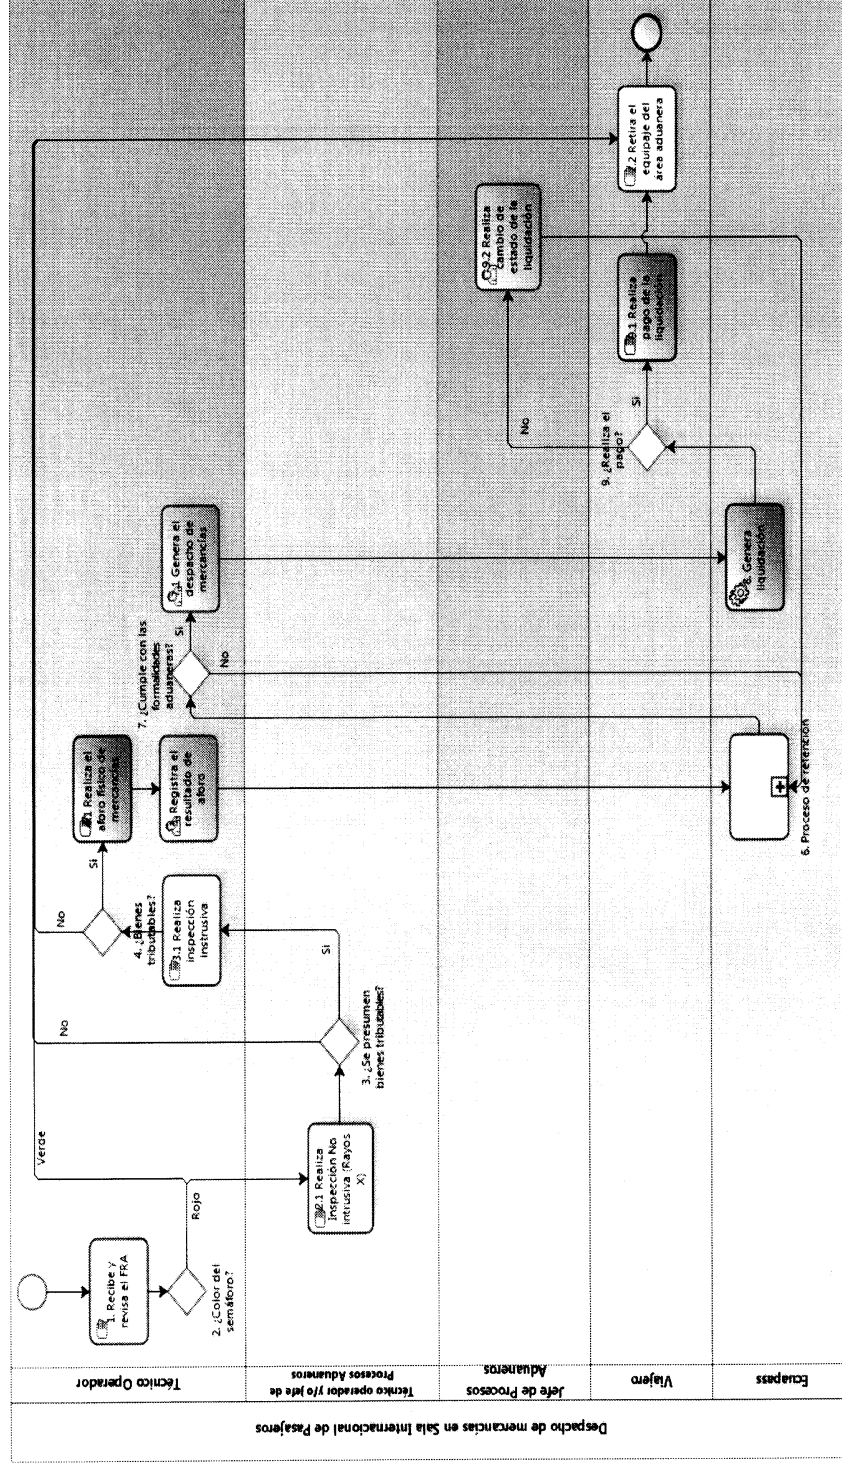 Despacho de mercancías en Sala Internacional de Pasajeros
Técnico Operador
Técnico operador y/o jefe de
Procesos Aduaneros
Jefe de Procesos
Aduaneros
Viajero
Ecuapass
1. Recibe y
revisa el FRA
2. ¿Color del
semáforo?
Verde
Rojo
2.1 Realiza
Inspección No
intrusiva (Rayos
X)
3. ¿Se presumen
bienes tributables?
No
Si
3.1 Realiza
inspección
instrusiva
4. ¿Bienes
tributables?
No
Si
.1 Realiza el
aforo físico de
mercancías
Registra el
resultado de
aforo
6. Proceso de retención
7. ¿Cumple con las
formalidades
aduaneras?
Si
No
.1 Genera el
despacho de
mercancías
8. Genera
liquidación
9. ¿Realiza el
pago?
No
Si
9.2 Realiza
cambio de
estado de la
liquidación
9.1 Realiza
pago de la
liquidación
.2 Retira el
equipaje del
área aduanera